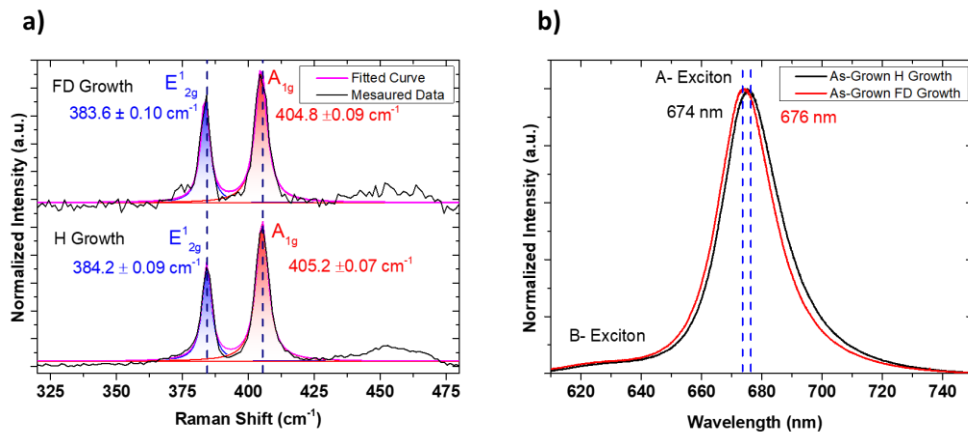 a)
FD Growth
E¹₂g
383.6 ± 0.10 cm⁻¹
A₁g
404.8 ±0.09 cm⁻¹
Fitted Curve
Mesaured Data
H Growth
E¹₂g
384.2 ± 0.09 cm⁻¹
A₁g
405.2 ±0.07 cm⁻¹
Normalized Intensity (a.u.)
325 350 375 400 425 450 475
Raman Shift (cm⁻¹)
b)
A- Exciton
674 nm
676 nm
As-Grown H Growth
As-Grown FD Growth
B- Exciton
Normalized Intensity (a.u.)
620 640 660 680 700 720 740
Wavelength (nm)